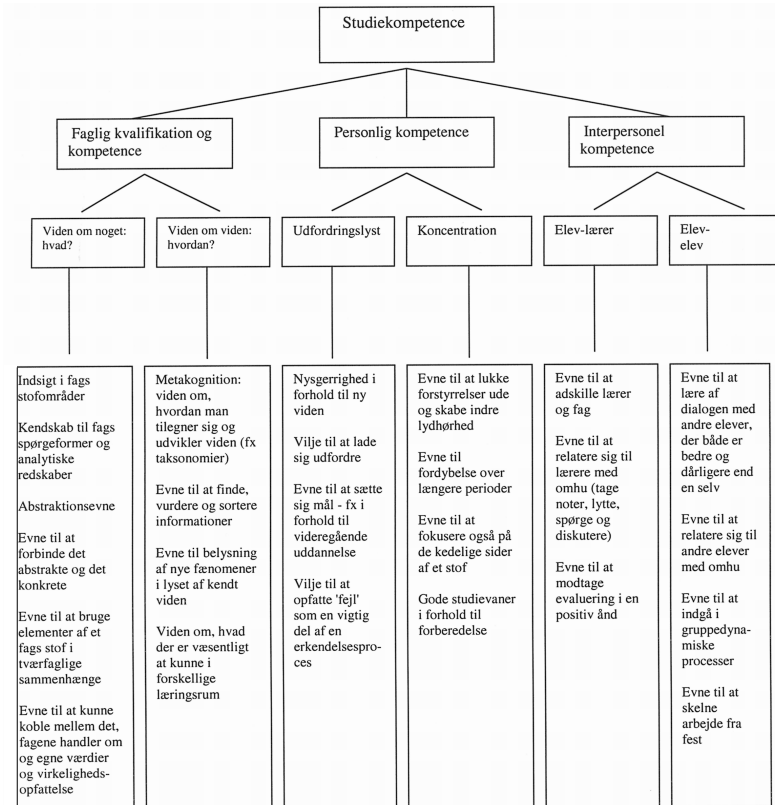 Studiekompetence
Faglig kvalifikation og
kompetence
Personlig kompetence
Interpersonel
kompetence
Viden om noget:
hvad?
Viden om viden:
hvordan?
Udfordringslyst
Koncentration
Elev-lærer
Elev-
elev
Indsigt i fags
stofområder
Kendskab til fags
spørgeformer og
analytiske
redskaber
Abstraktionsevne
Evne til at
forbinde det
abstrakte og det
konkrete
Evne til at bruge
elementer af et
fags stof i
tværfaglige
sammenhænge
Evne til at kunne
koble mellem det,
fagene handler om
og egne værdier
og virkeligheds-
opfattelse
Metakognition:
viden om,
hvordan man
tilegner sig og
udvikler viden (fx
taksonomier)
Evne til at finde,
vurdere og sortere
informationer
Evne til belysning
af nye fænomener
i lyset af kendt
viden
Viden om, hvad
der er væsentligt
at kunne i
forskellige
læringsrum
Nysgerrighed i
forhold til ny
viden
Vilje til at lade
sig udfordre
Evne til at sætte
sig mål - fx i
forhold til
videregående
uddannelse
Vilje til at
opfatte 'fejl'
som en vigtig
del af en
erkendelsespro-
ces
Evne til at lukke
forstyrrelser ude
og skabe indre
lydhørhed
Evne til
fordybelse over
længere perioder
Evne til at
fokusere også på
de kedelige sider
af et stof
Gode studievaner
i forhold til
forberedelse
Evne til at
adskille lærer
og fag
Evne til at
relatere sig til
lærere med
omhu (tage
noter, lytte,
spørge og
diskutere)
Evne til at
modtage
evaluering i en
positiv ånd
Evne til at
lære af
dialogen med
andre elever,
der både er
bedre og
dårligere end
en selv
Evne til at
relatere sig til
andre elever
med omhu
Evne til at
indgå i
gruppedyna-
miske
processer
Evne til at
skelne
arbejde fra
fest